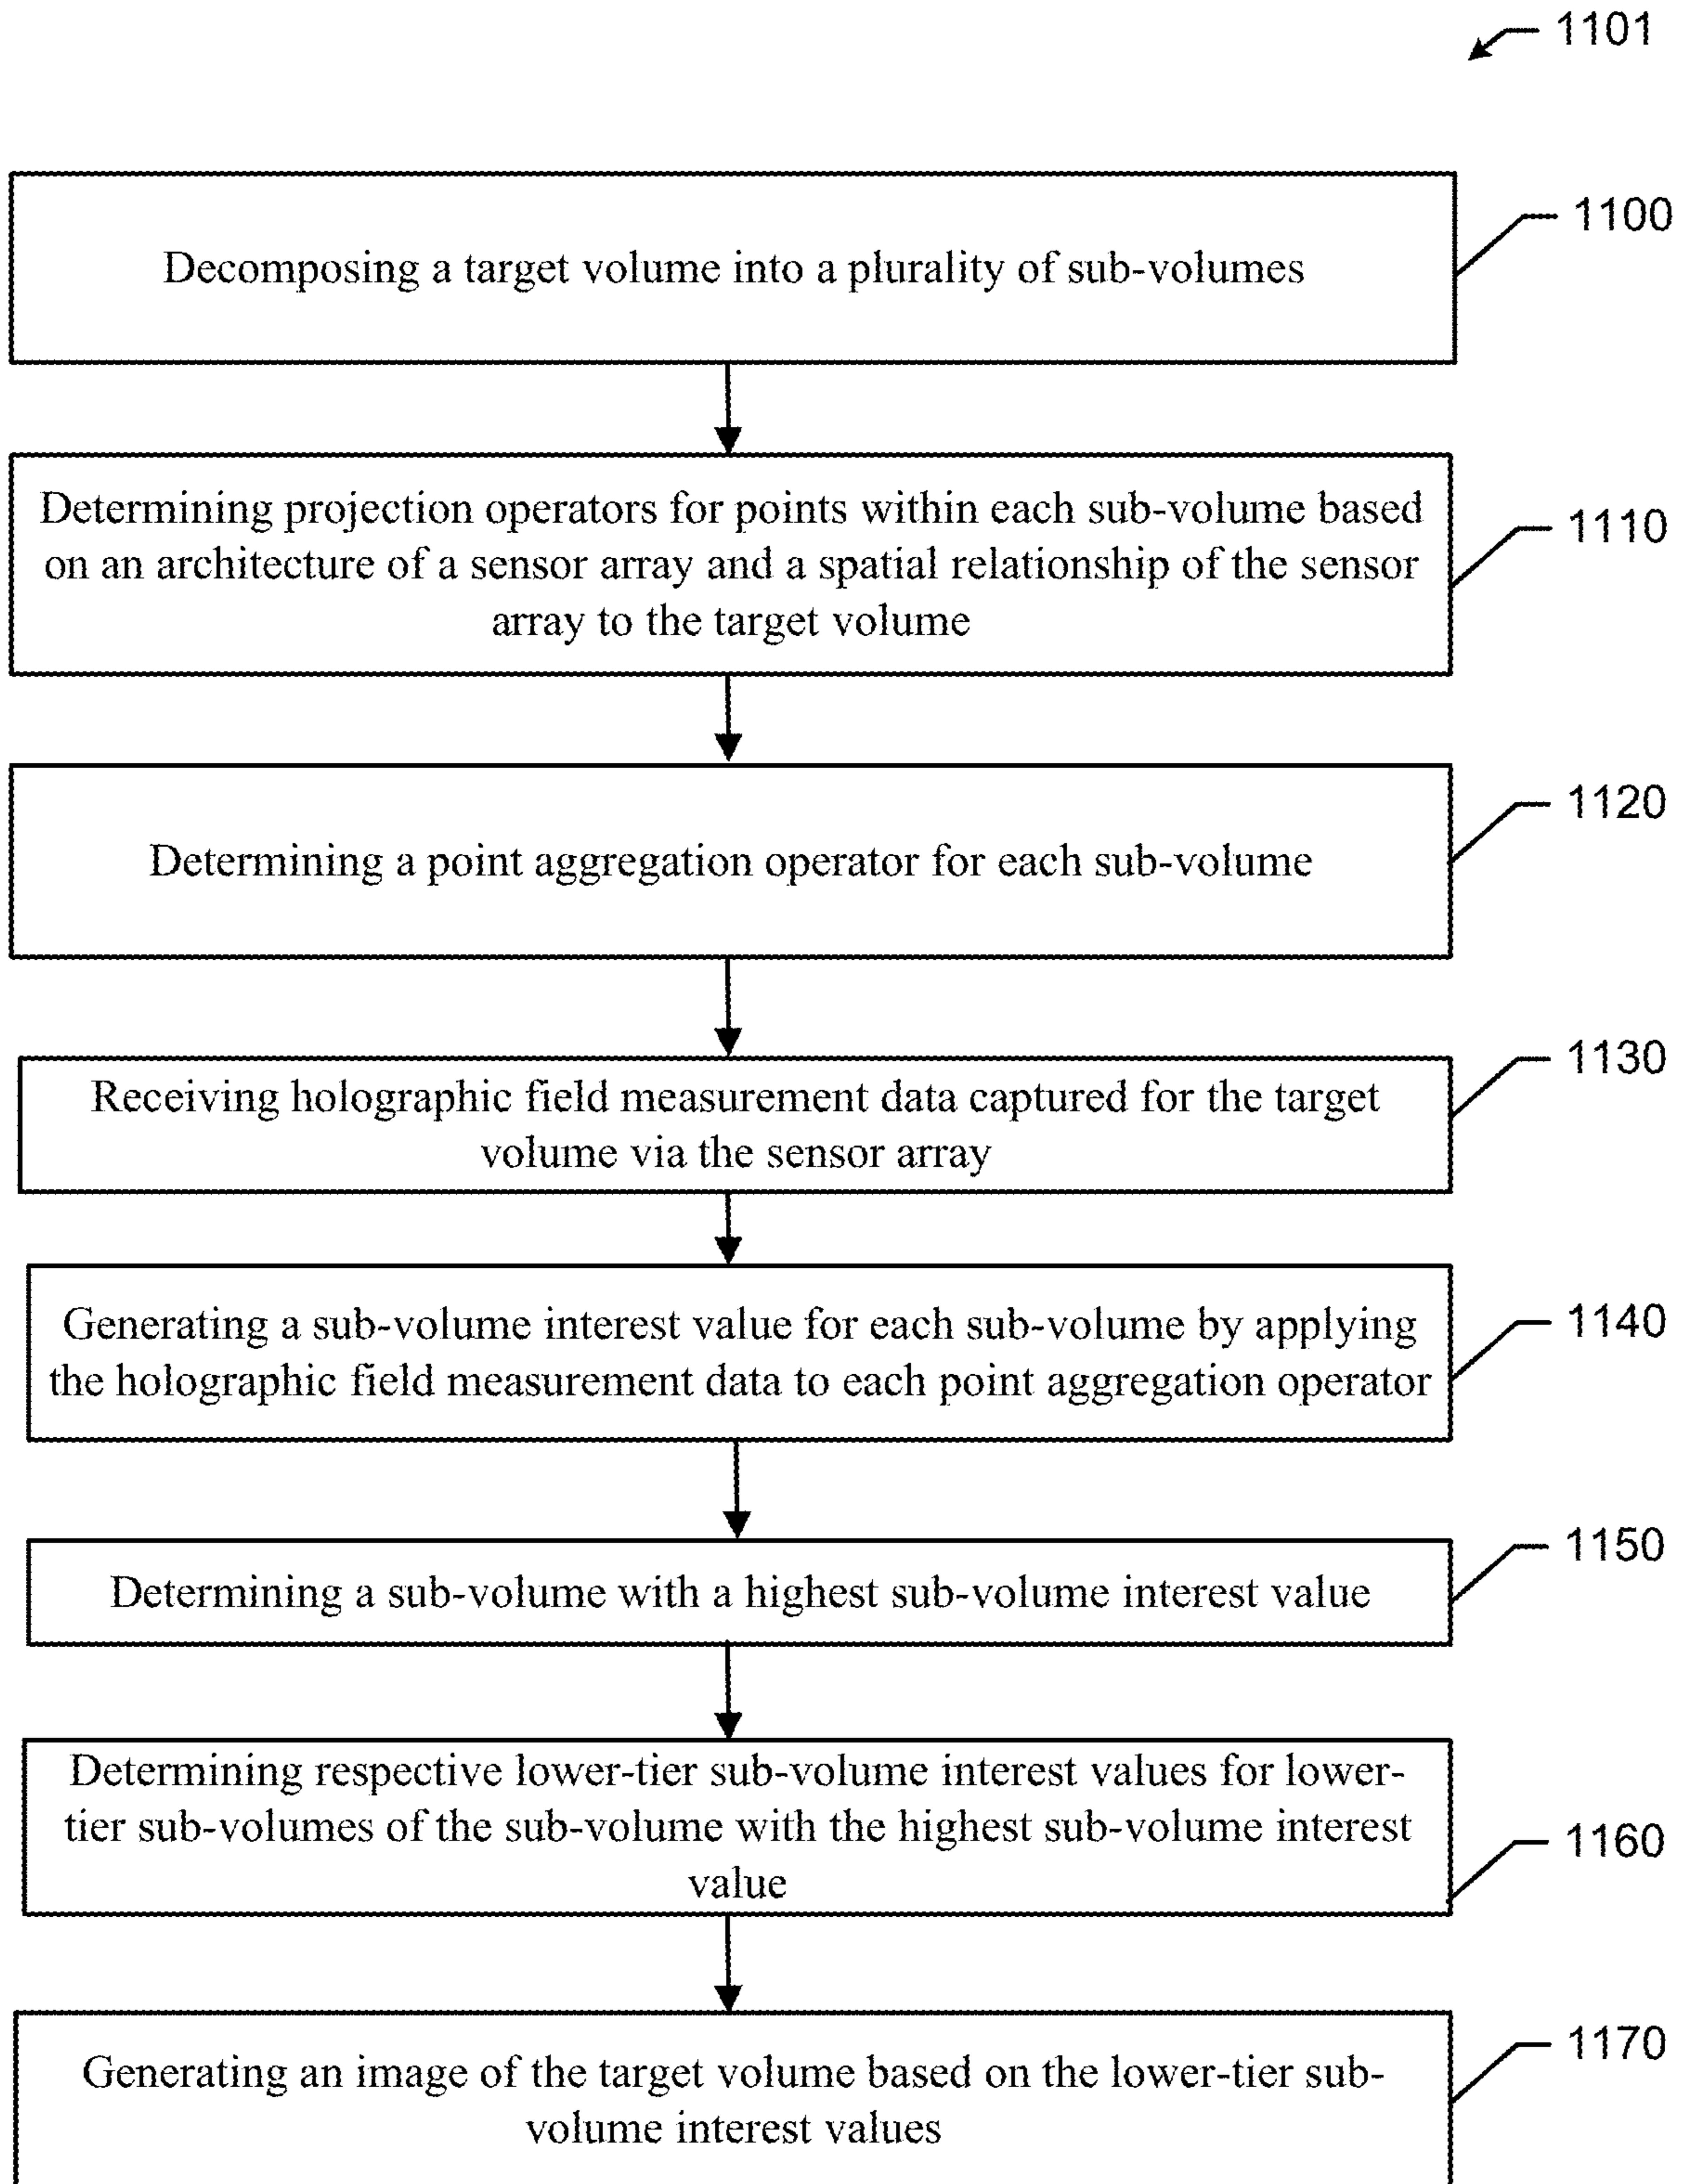 1101
Decomposing a target volume into a plurality of sub-volumes
1100
Determining projection operators for points within each sub-volume based
on an architecture of a sensor array and a spatial relationship of the sensor
array to the target volume
1110
Determining a point aggregation operator for each sub-volume
1120
Receiving holographic field measurement data captured for the target
volume via the sensor array
1130
Generating a sub-volume interest value for each sub-volume by applying
the holographic field measurement data to each point aggregation operator
1140
Determining a sub-volume with a highest sub-volume interest value
1150
Determining respective lower-tier sub-volume interest values for lower-
tier sub-volumes of the sub-volume with the highest sub-volume interest
value
1160
Generating an image of the target volume based on the lower-tier sub-
volume interest values
1170